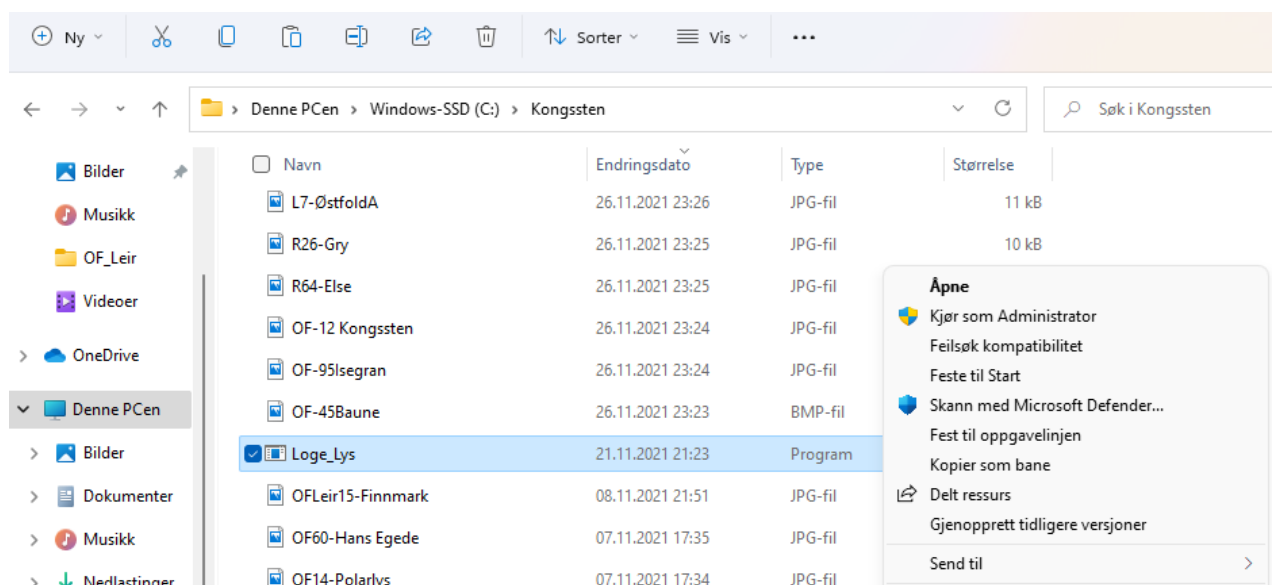 Ny
Sorter
Vis
Denne PCen > Windows-SSD (C:) > Kongssten
Søk i Kongssten
Navn Endringsdato Type Størrelse
Bilder
Musikk
OF_Leir
Videoer
OneDrive
Denne PCen
Bilder
Dokumenter
Musikk
Nedlastinger
L7-ØstfoldA 26.11.2021 23:26 JPG-fil 11 kB
R26-Gry 26.11.2021 23:25 JPG-fil 10 kB
R64-Else 26.11.2021 23:25 JPG-fil
OF-12 Kongssten 26.11.2021 23:24 JPG-fil
OF-95Isegran 26.11.2021 23:24 JPG-fil
OF-45Baune 26.11.2021 23:23 BMP-fil
Loge_Lys 21.11.2021 21:23 Program
OFLeir15-Finnmark 08.11.2021 21:51 JPG-fil
OF60-Hans Egede 07.11.2021 17:35 JPG-fil
OF14-Polarlys 07.11.2021 17:34 JPG-fil
Åpne
Kjør som Administrator
Feilsøk kompatibilitet
Feste til Start
Skann med Microsoft Defender...
Fest til oppgavelinjen
Kopier som bane
Delt ressurs
Gjenopprett tidligere versjoner
Send til